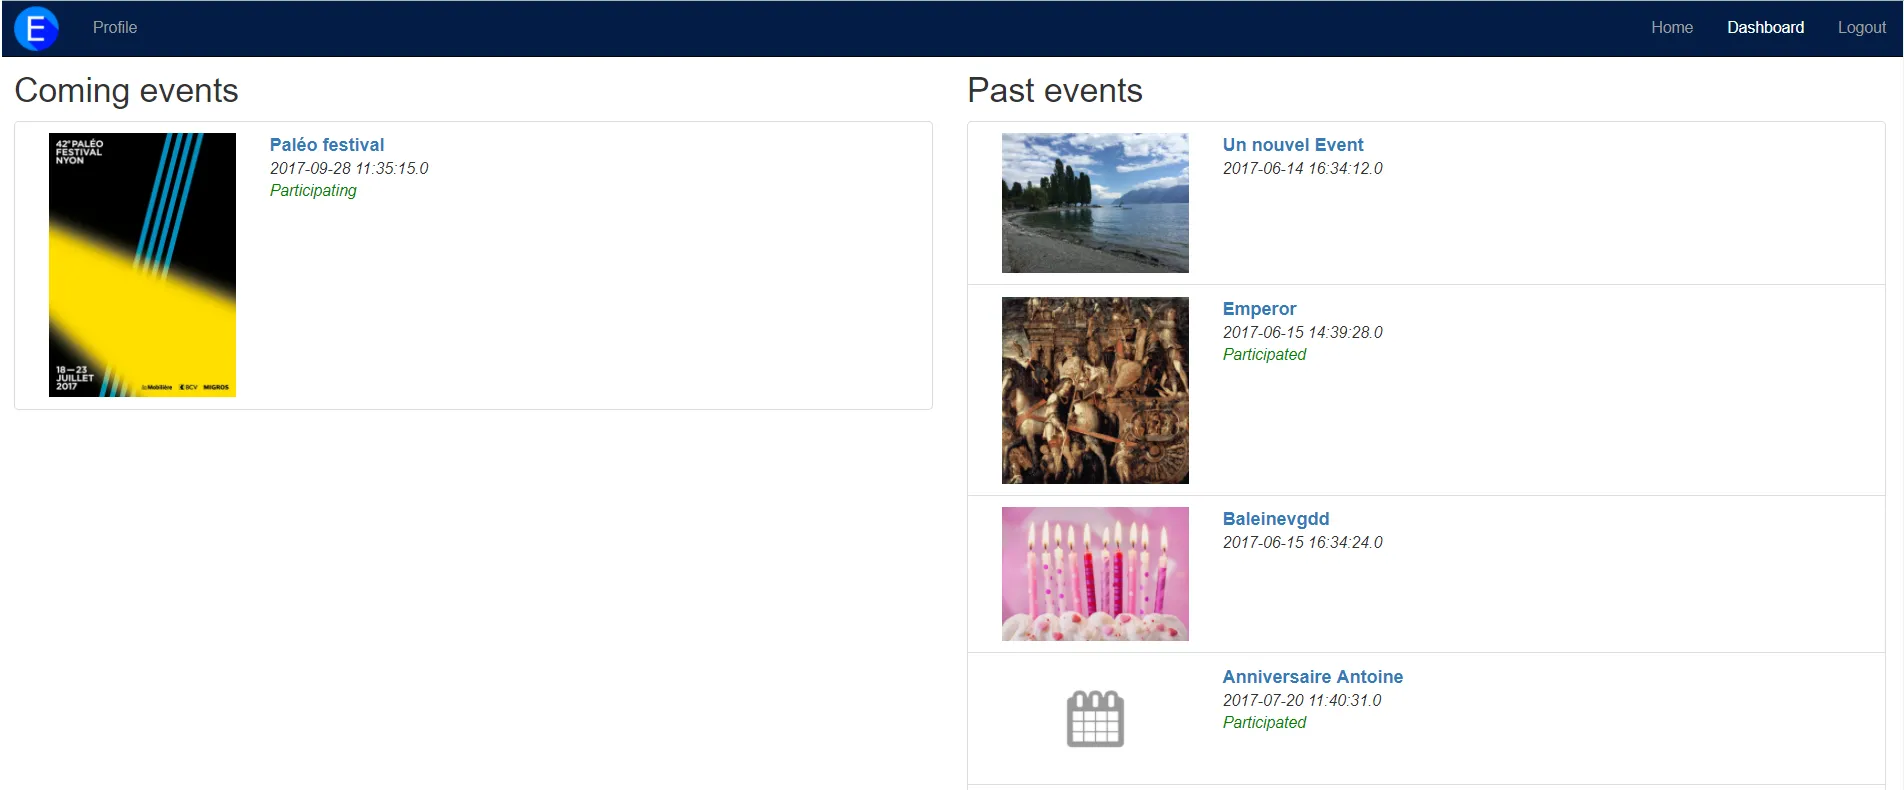 E
Profile
Home
Dashboard
Logout
Coming events
42e PALÉO
FESTIVAL
NYON
18—23
JUILLET
2017
la Mobilière BCV MIGROS
Paléo festival
2017-09-28 11:35:15.0
Participating
Past events
Un nouvel Event
2017-06-14 16:34:12.0
Emperor
2017-06-15 14:39:28.0
Participated
Baleinevgdd
2017-06-15 16:34:24.0
Anniversaire Antoine
2017-07-20 11:40:31.0
Participated